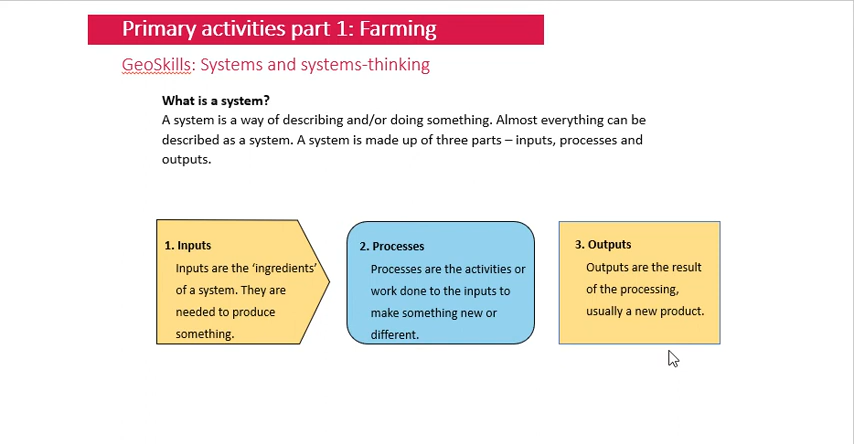 Primary activities part 1: Farming
GeoSkills: Systems and systems-thinking
What is a system?
A system is a way of describing and/or doing something. Almost everything can be
described as a system. A system is made up of three parts – inputs, processes and
outputs.
1. Inputs
Inputs are the ‘ingredients’
of a system. They are
needed to produce
something.
2. Processes
Processes are the activities or
work done to the inputs to
make something new or
different.
3. Outputs
Outputs are the result
of the processing,
usually a new product.